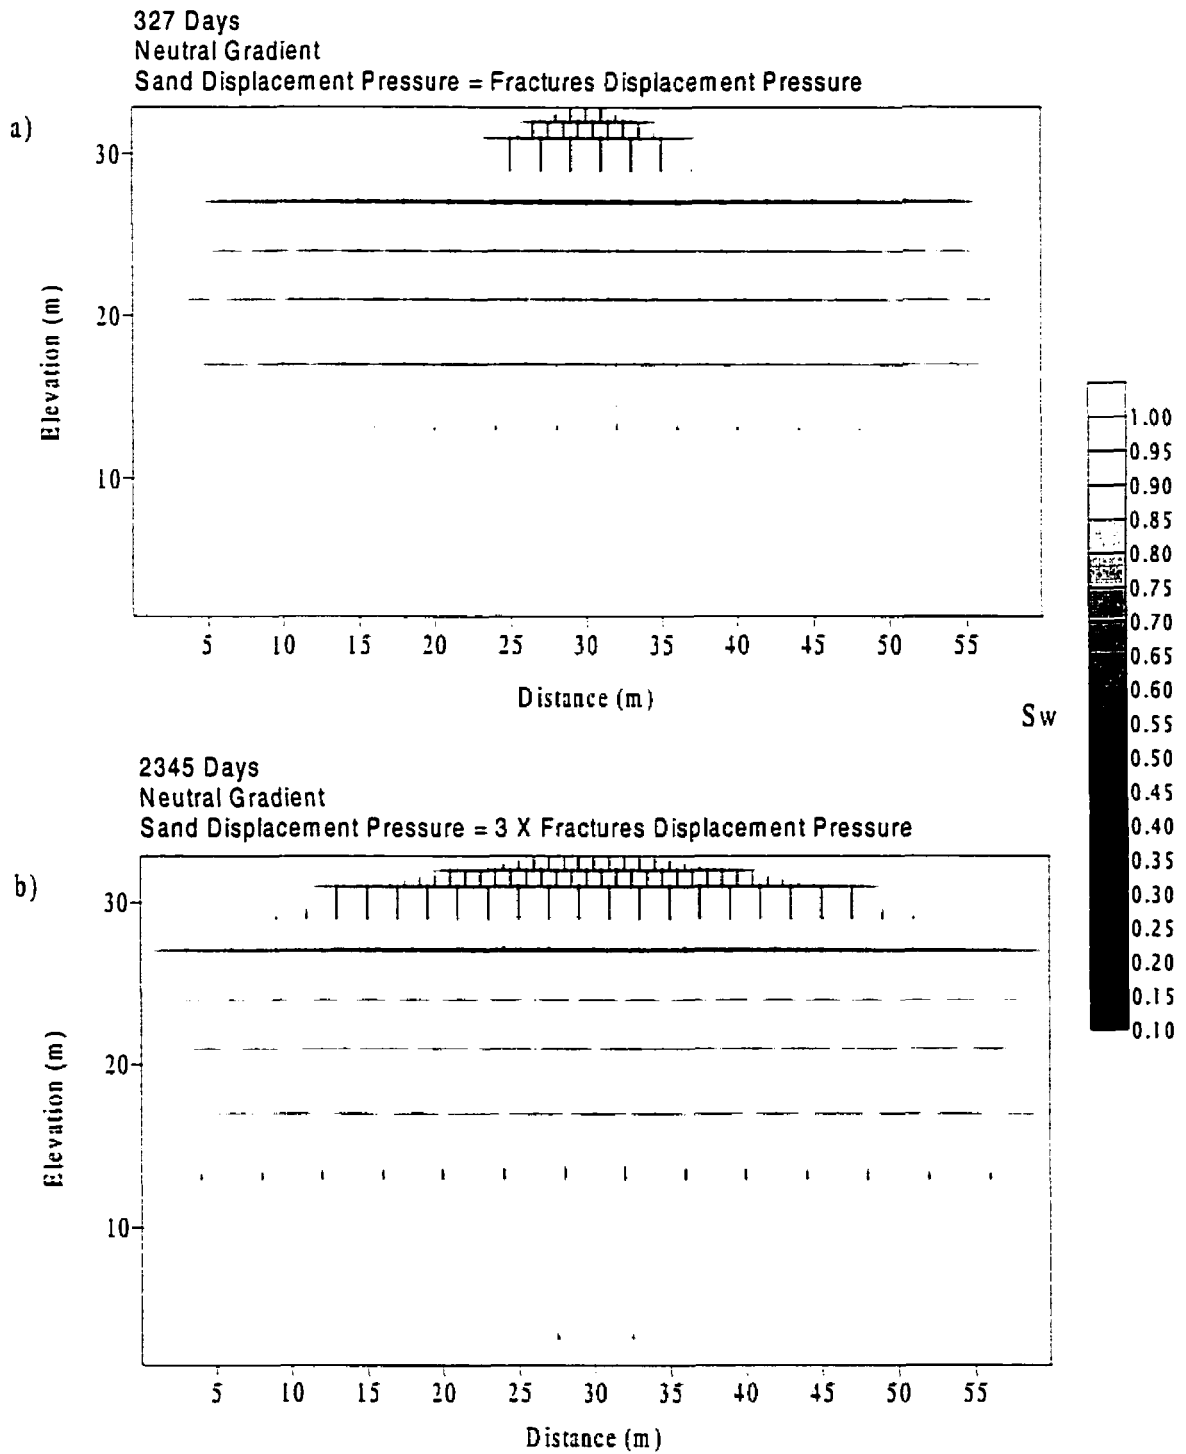 327 Days
Neutral Gradient
Sand Displacement Pressure = Fractures Displacement Pressure
a)
30
20
10
Elevation (m)
5 10 15 20 25 30 35 40 45 50 55
Distance (m)
Sw
1.00
0.95
0.90
0.85
0.80
0.75
0.70
0.65
0.60
0.55
0.50
0.45
0.40
0.35
0.30
0.25
0.20
0.15
0.10
2345 Days
Neutral Gradient
Sand Displacement Pressure = 3 X Fractures Displacement Pressure
b)
30
20
10
Elevation (m)
5 10 15 20 25 30 35 40 45 50 55
Distance (m)